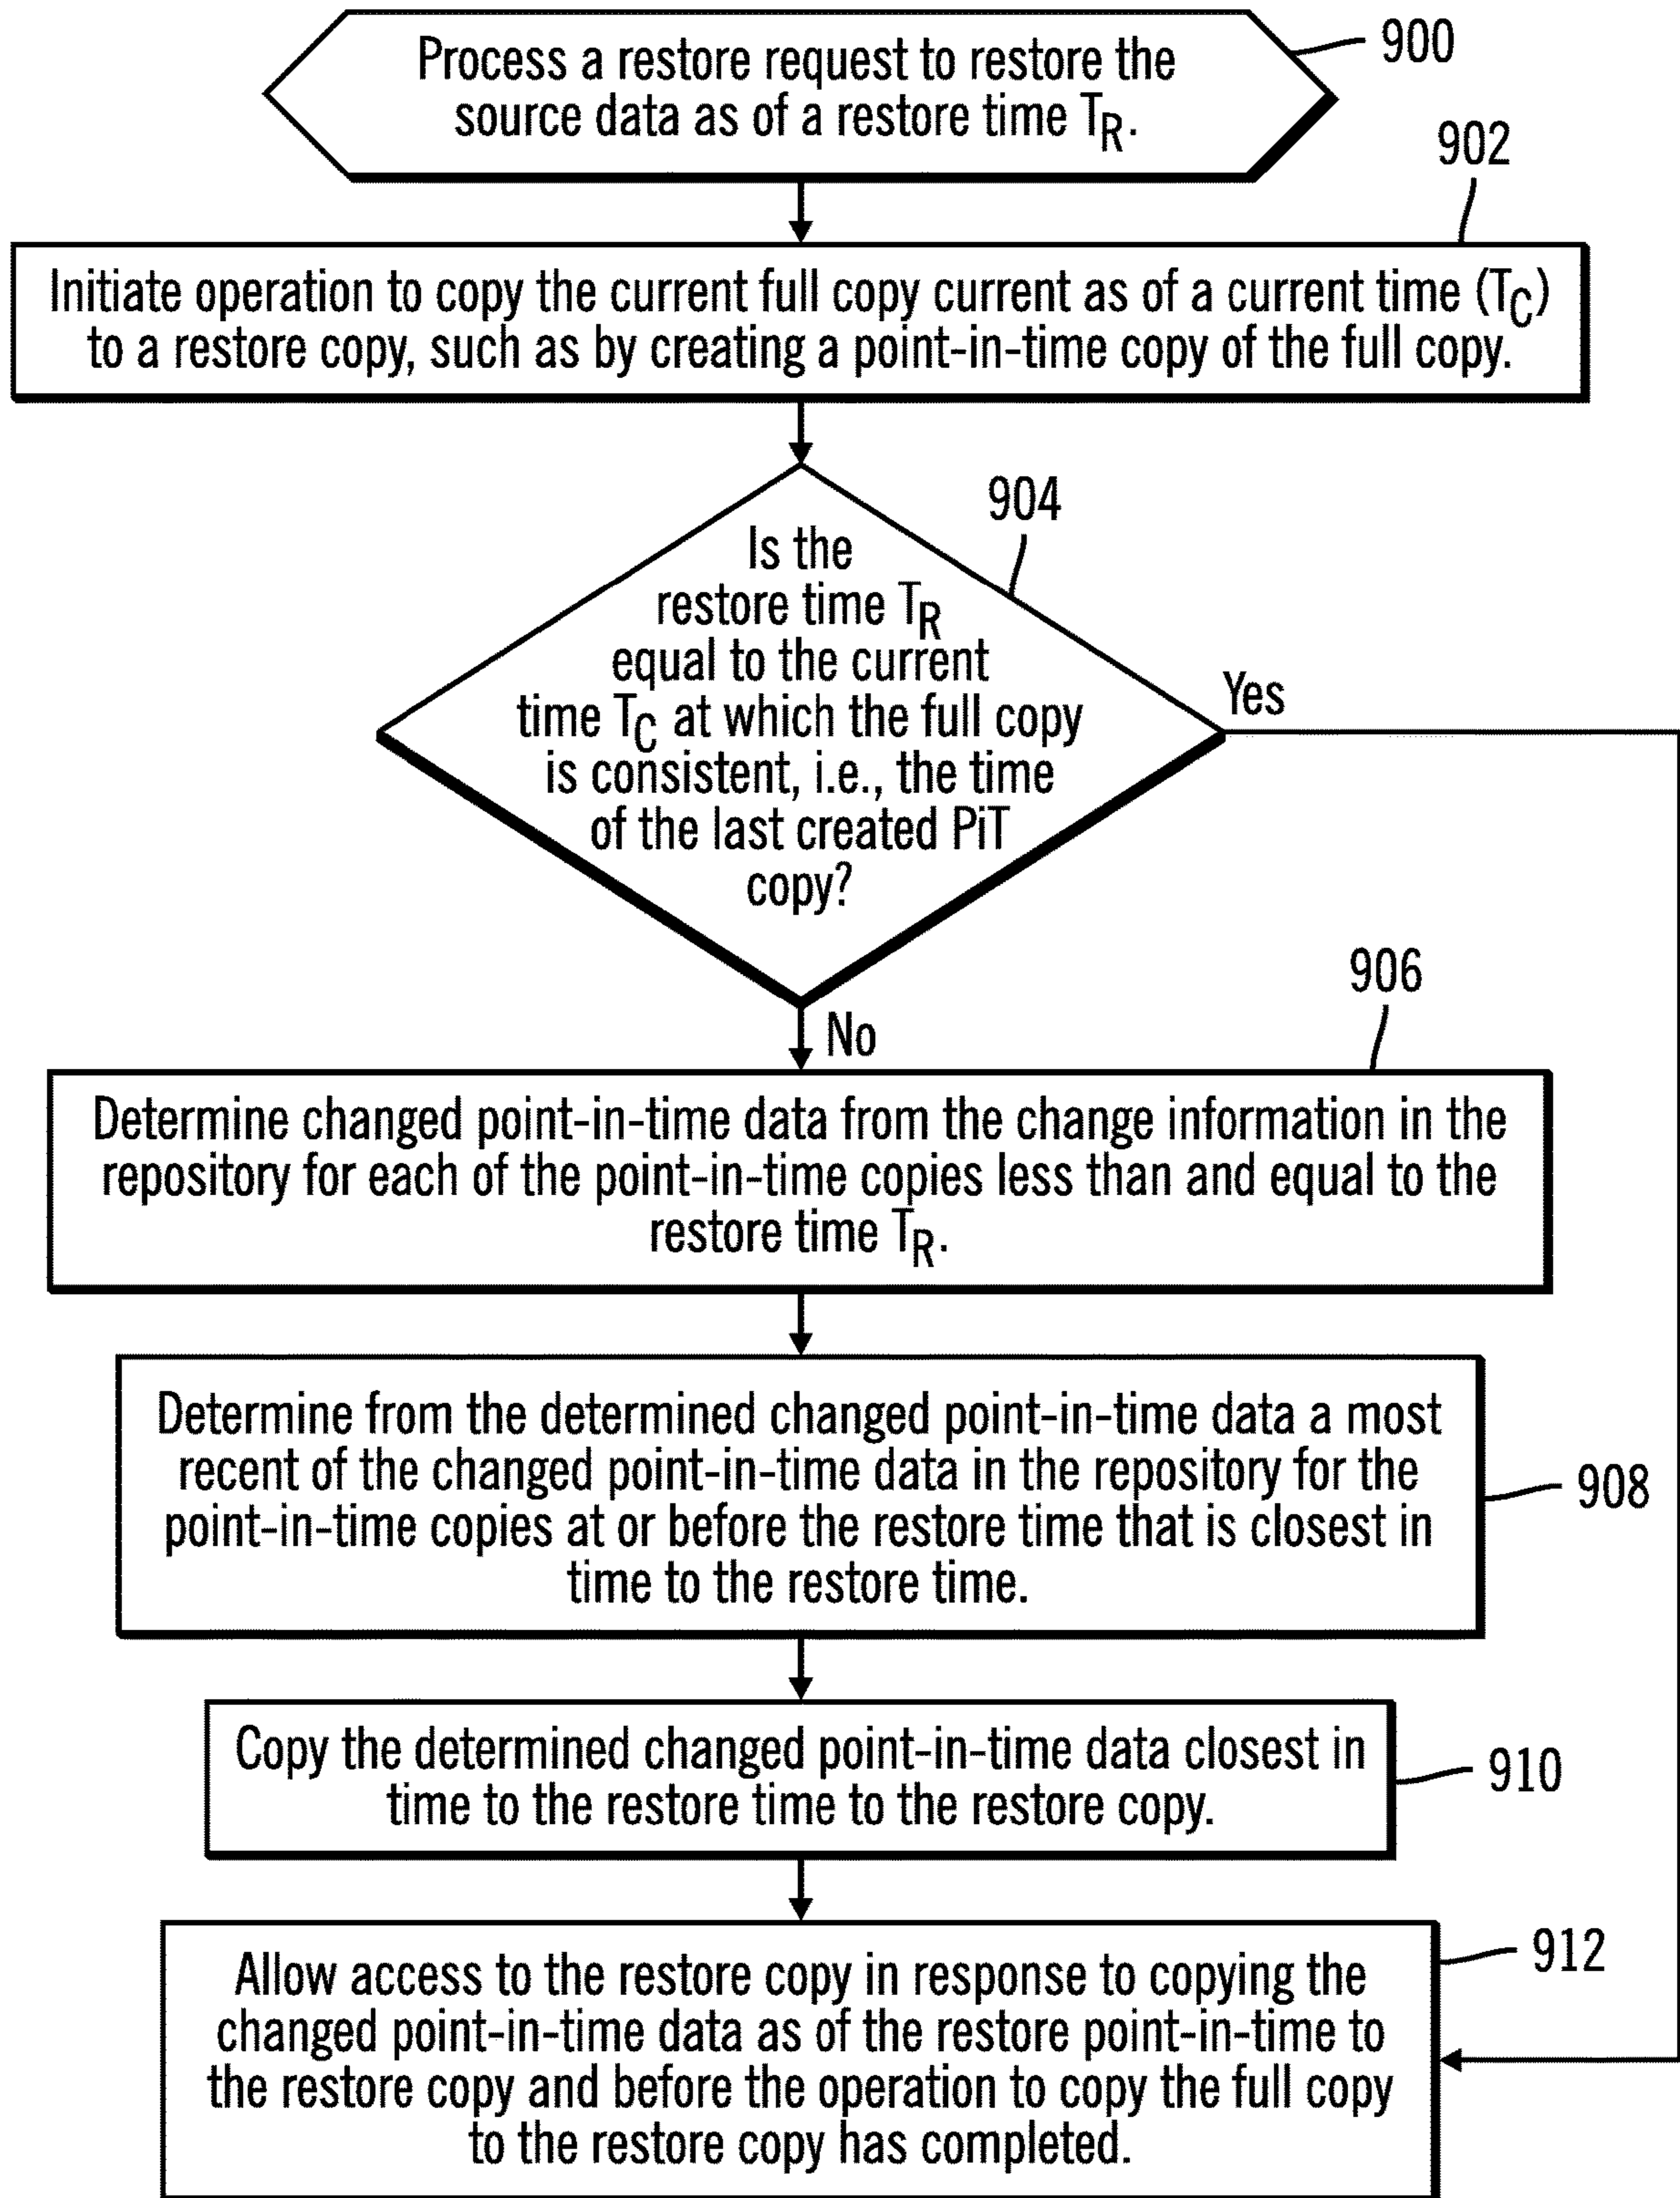 Process a restore request to restore the
source data as of a restore time TR.
900
902
Initiate operation to copy the current full copy current as of a current time (TC)
to a restore copy, such as by creating a point-in-time copy of the full copy.
904
Is the
restore time TR
equal to the current
time TC at which the full copy
is consistent, i.e., the time
of the last created PiT
copy?
Yes
No
906
Determine changed point-in-time data from the change information in the
repository for each of the point-in-time copies less than and equal to the
restore time TR.
Determine from the determined changed point-in-time data a most
recent of the changed point-in-time data in the repository for the
point-in-time copies at or before the restore time that is closest in
time to the restore time.
908
Copy the determined changed point-in-time data closest in
time to the restore time to the restore copy.
910
912
Allow access to the restore copy in response to copying the
changed point-in-time data as of the restore point-in-time to
the restore copy and before the operation to copy the full copy
to the restore copy has completed.